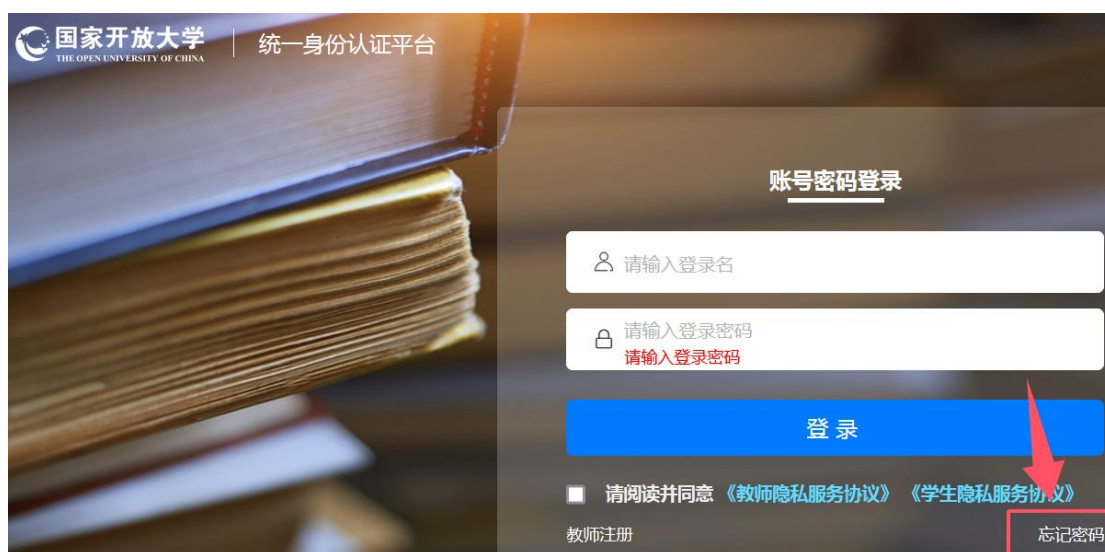 国家开放大学
统一身份认证平台
THE OPEN UNIVERSITY OF CHINA
账号密码登录
请输入登录名
请输入登录密码
请输入登录密码
登 录
请阅读并同意 《教师隐私服务协议》 《学生隐私服务协议》
教师注册
忘记密码